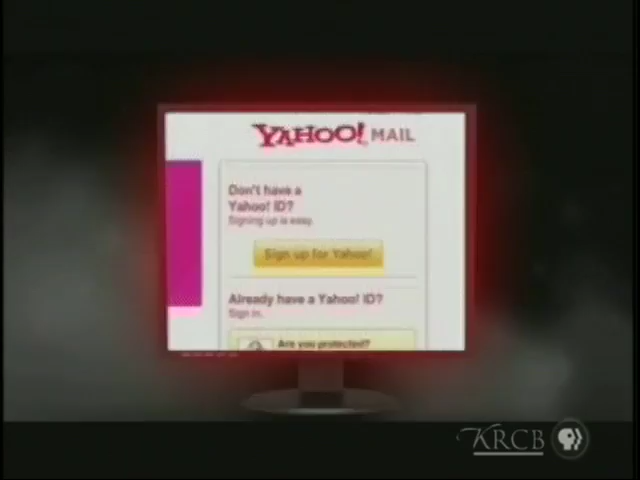 YAHOO! MAIL
Don't have a
Yahoo! ID?
Signing up is easy.
Sign up for Yahoo!
Already have a Yahoo! ID?
Sign in.
Are you protected?
KRCB